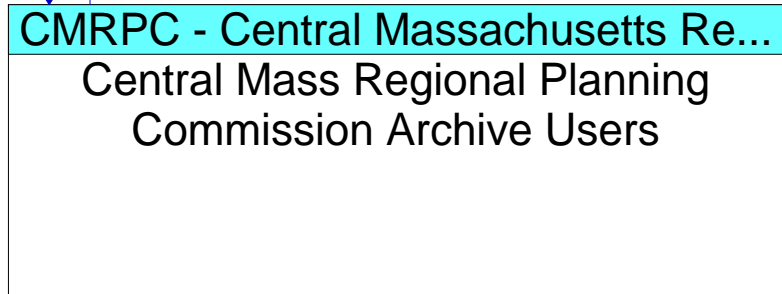 CMRPC - Central Massachusetts Re...
Central Mass Regional Planning
Commission Archive Users